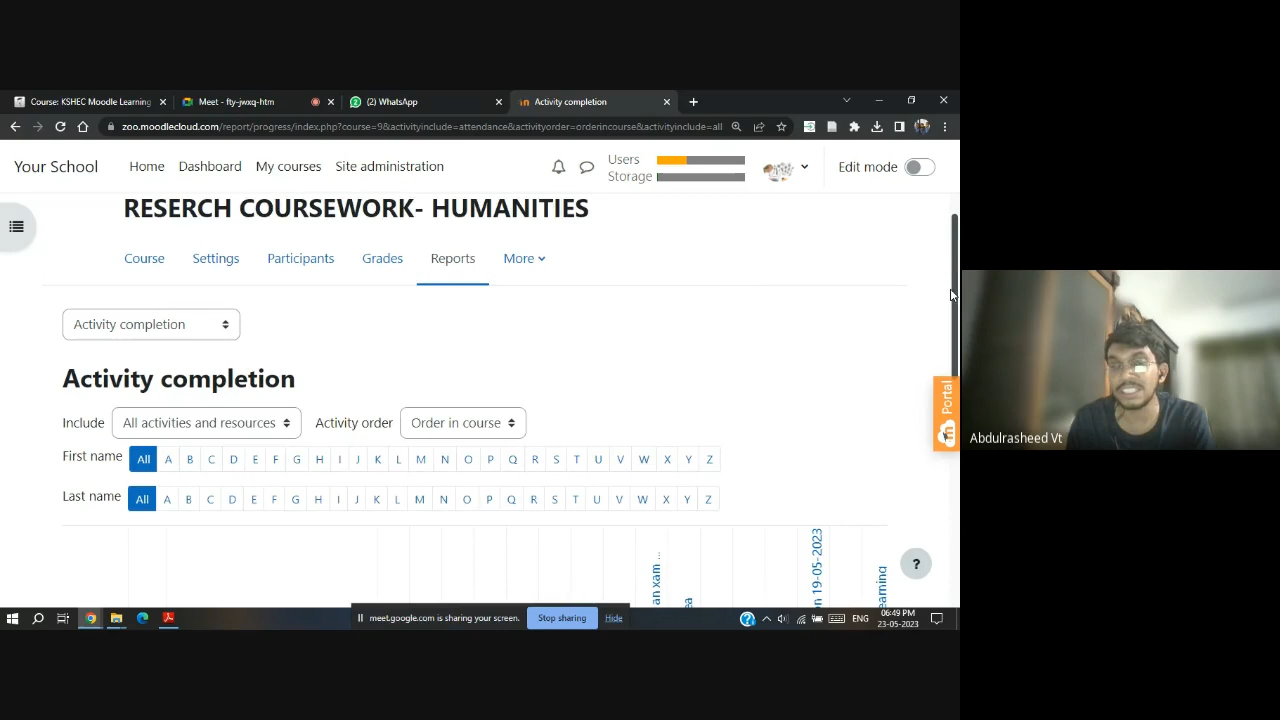 Course: KSHEC Moodle Learning
Meet - fty-jwxq-htm
(2) WhatsApp
Activity completion
zoo.moodlecloud.com/report/progress/index.php?course=9&activityinclude=attendance&activityorder=orderincourse&activityinclude=all
Your School
Home
Dashboard
My courses
Site administration
Users
Storage
Edit mode
RESERCH COURSEWORK- HUMANITIES
Course
Settings
Participants
Grades
Reports
More
Activity completion
Portal
Activity completion
Include
All activities and resources
Activity order
Order in course
First name All A B C D E F G H I J K L M N O P Q R S T U V W X Y Z
Last name All A B C D E F G H I J K L M N O P Q R S T U V W X Y Z
an xam ...
ea
n 19-05-2023
earning
?
meet.google.com is sharing your screen.
Stop sharing
Hide
ENG
06:49 PM
23-05-2023
Abdulrasheed Vt